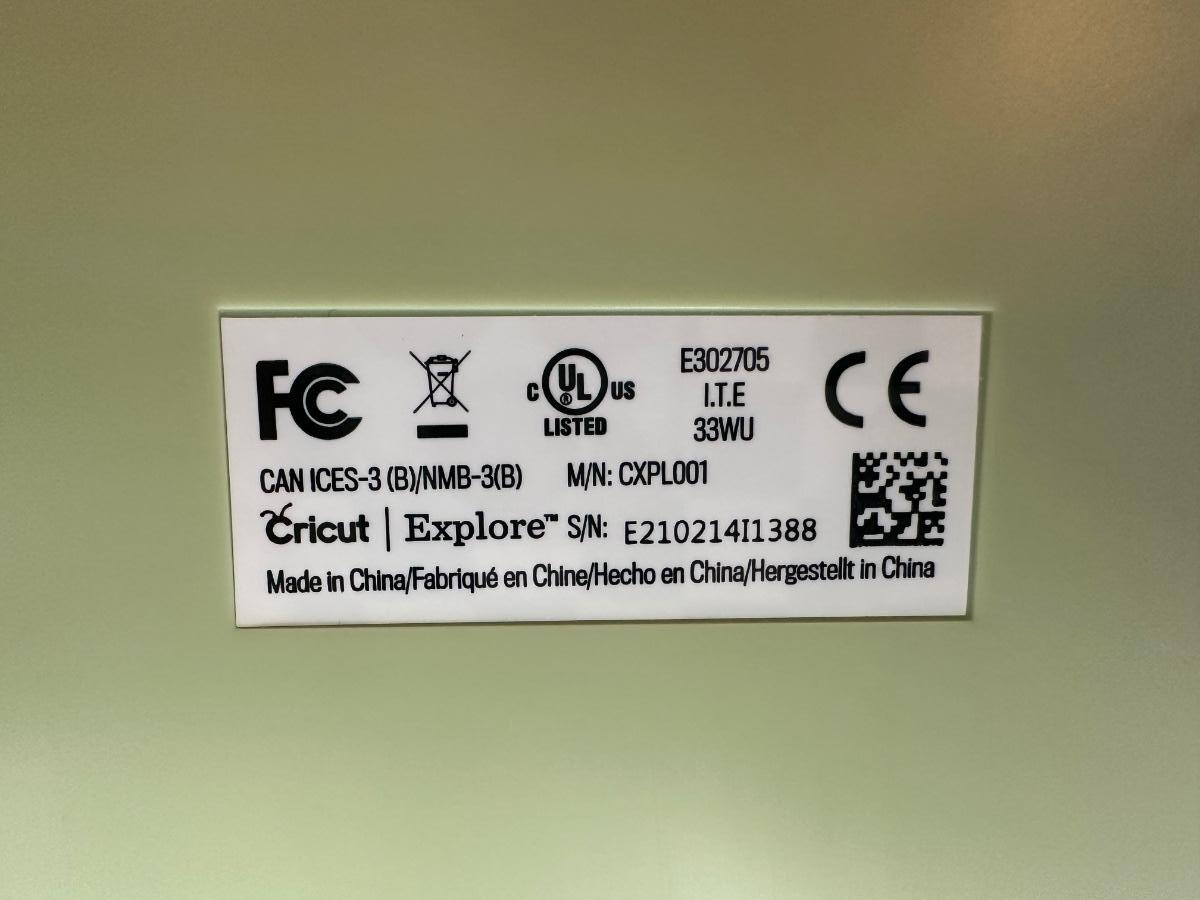 FC
C UL® US
LISTED
E302705
I.T.E
33WU
CE
CAN ICES-3 (B)/NMB-3(B) M/N: CXPL001
Cricut | Explore™ S/N: E210214I1388
Made in China/Fabriqué en Chine/Hecho en China/Hergestellt in China